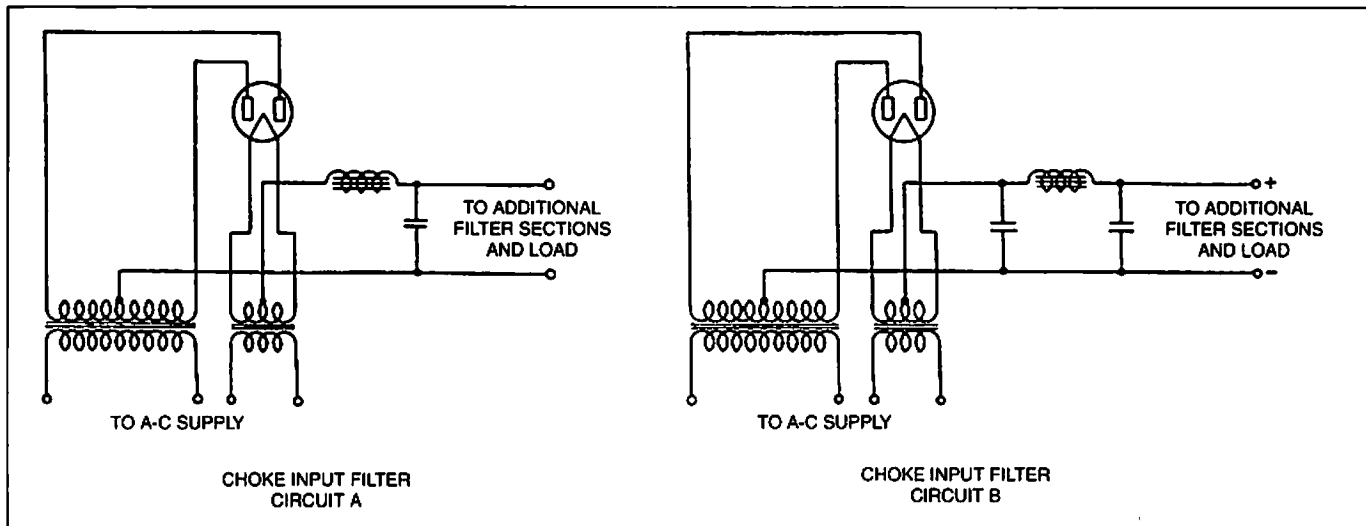 TO ADDITIONAL
FILTER SECTIONS
AND LOAD
TO A-C SUPPLY
CHOKE INPUT FILTER
CIRCUIT A
+
TO ADDITIONAL
FILTER SECTIONS
AND LOAD
−
TO A-C SUPPLY
CHOKE INPUT FILTER
CIRCUIT B